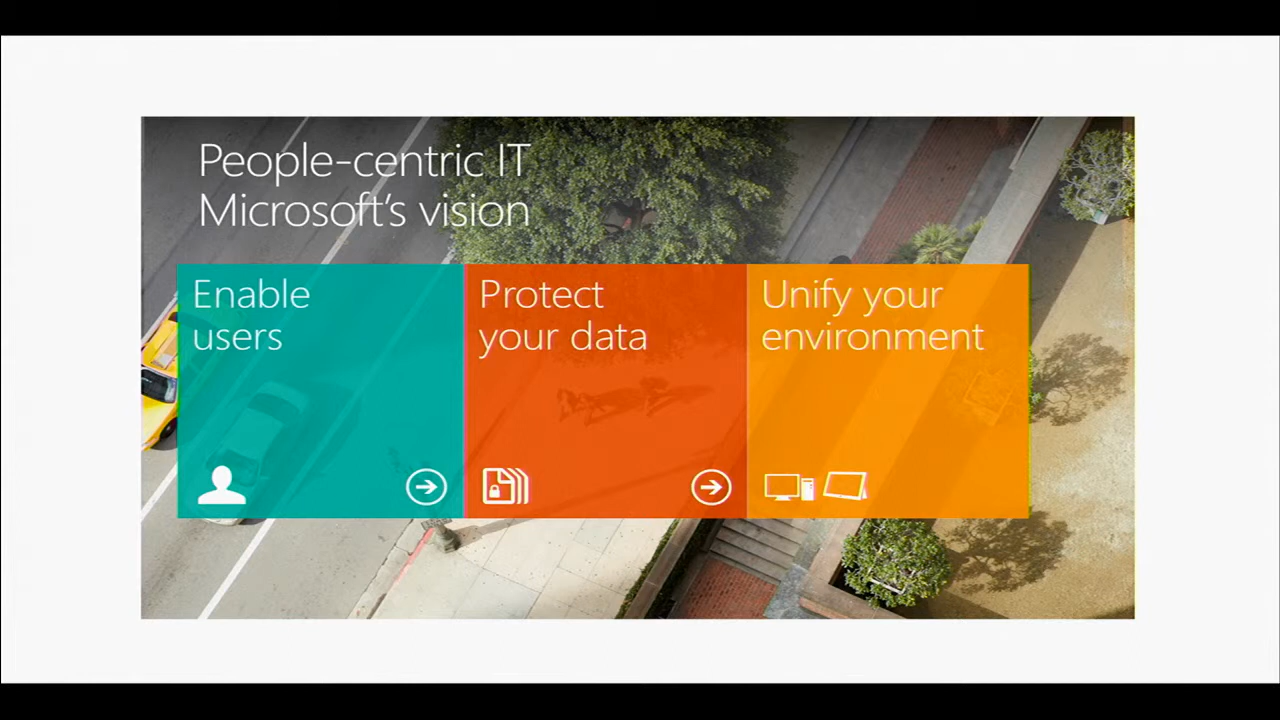 People-centric IT
Microsoft's vision
Enable
users
Protect
your data
Unify your
environment